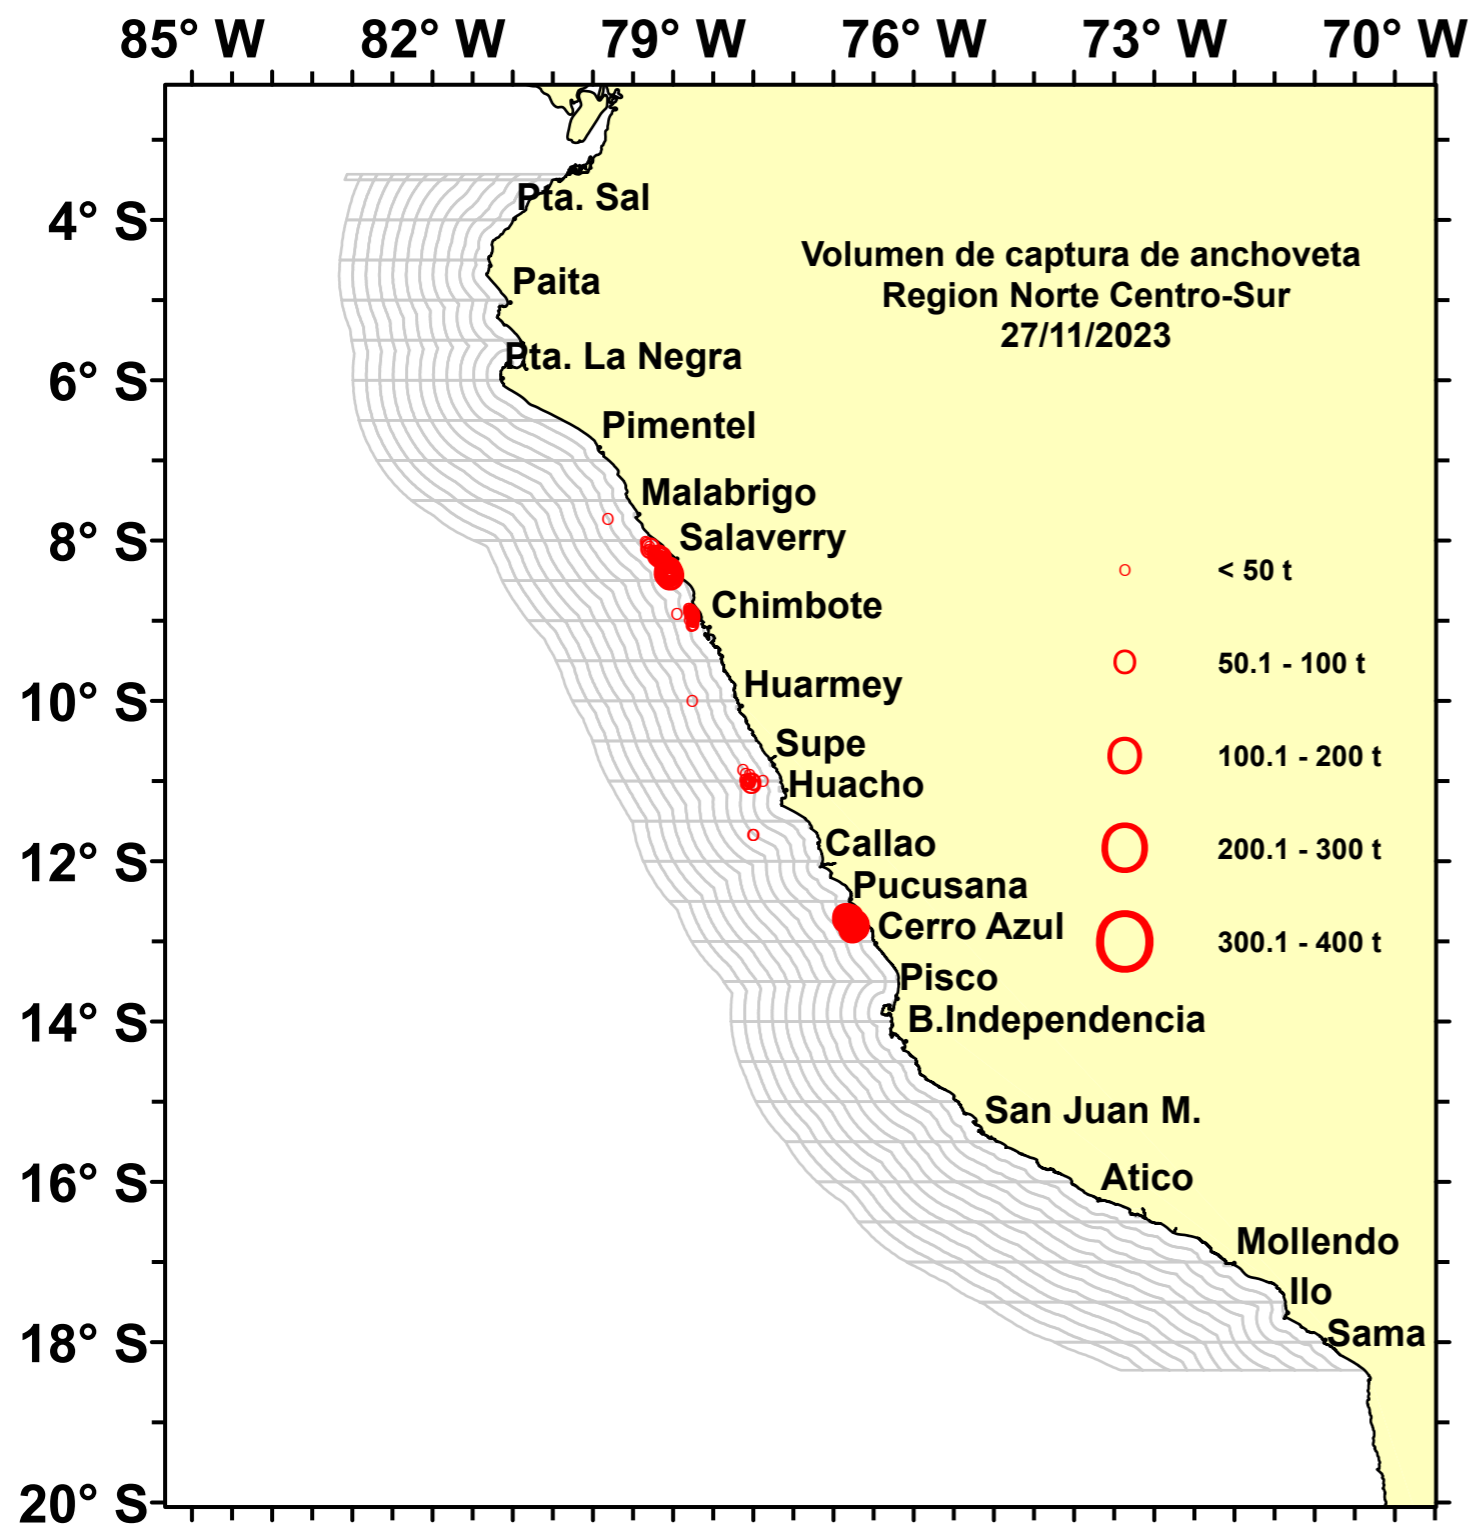 85° W 82° W 79° W 76° W 73° W 70° W
Pta. Sal
4° S
Volumen de captura de anchoveta
Region Norte Centro-Sur
27/11/2023
Paita
Pta. La Negra
6° S
Pimentel
Malabrigo
8° S
Salaverry
< 50 t
Chimbote
50.1 - 100 t
10° S
Huarmey
Supe
100.1 - 200 t
Huacho
12° S
Callao
200.1 - 300 t
Pucusana
Cerro Azul
300.1 - 400 t
Pisco
14° S
B.Independencia
San Juan M.
16° S
Atico
Mollendo
Ilo
18° S
Sama
20° S